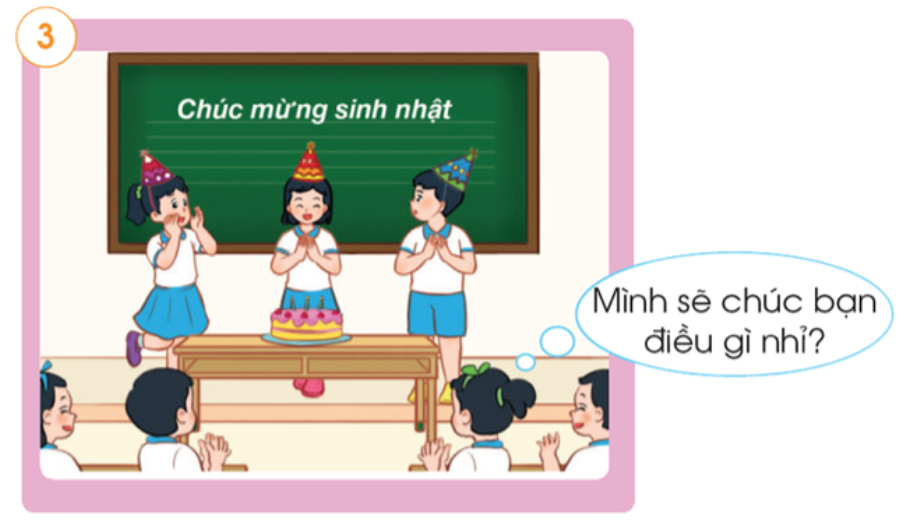 3
Chúc mừng sinh nhật
Mình sẽ chúc bạn
điều gì nhỉ?